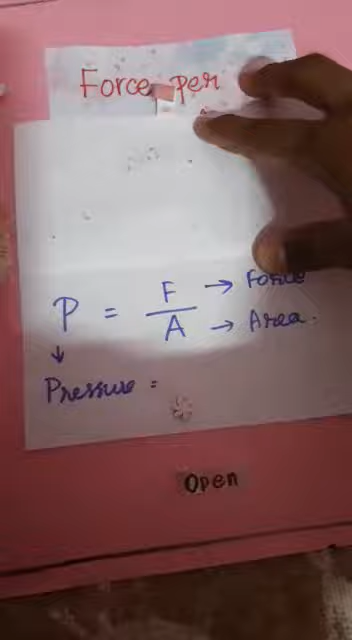 Force per
P = F/A → Force
→ Area.
↓
Pressure =
Open